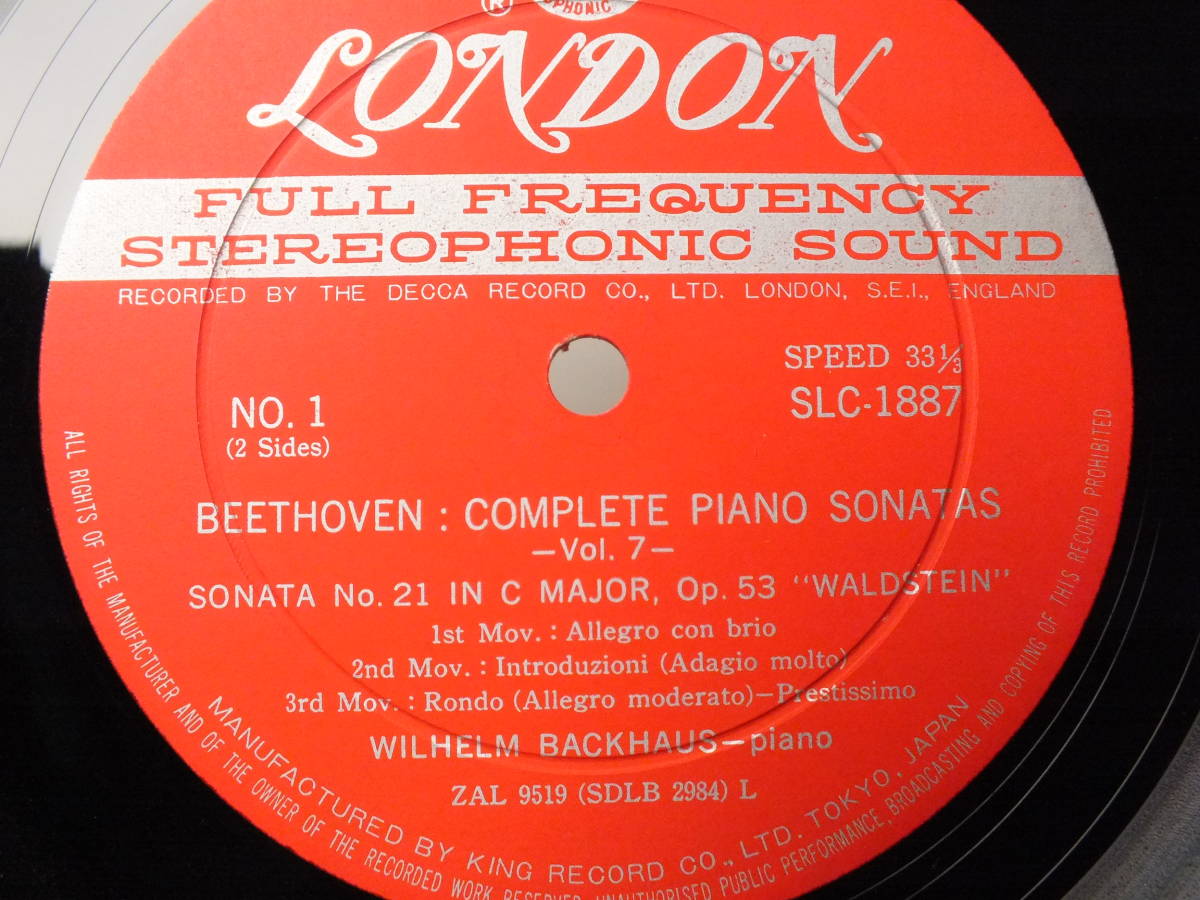 ®
OPHONIC
LONDON
FULL FREQUENCY
STEREOPHONIC SOUND
RECORDED BY THE DECCA RECORD CO., LTD. LONDON, S.E.I., ENGLAND
SPEED 33⅓
SLC-1887
NO. 1
(2 Sides)
BEETHOVEN : COMPLETE PIANO SONATAS
—Vol. 7—
SONATA No. 21 IN C MAJOR, Op. 53 "WALDSTEIN"
1st Mov. : Allegro con brio
2nd Mov. : Introduzioni (Adagio molto)
3rd Mov. : Rondo (Allegro moderato)—Prestissimo
WILHELM BACKHAUS—piano
ZAL 9519 (SDLB 2984) L
MANUFACTURED BY KING RECORD CO., LTD. TOKYO, JAPAN
ALL RIGHTS OF THE MANUFACTURER AND OF THE OWNER OF THE RECORDED WORK RESERVED UNAUTHORISED PUBLIC PERFORMANCE, BROADCASTING AND COPYING OF THIS RECORD PROHIBITED